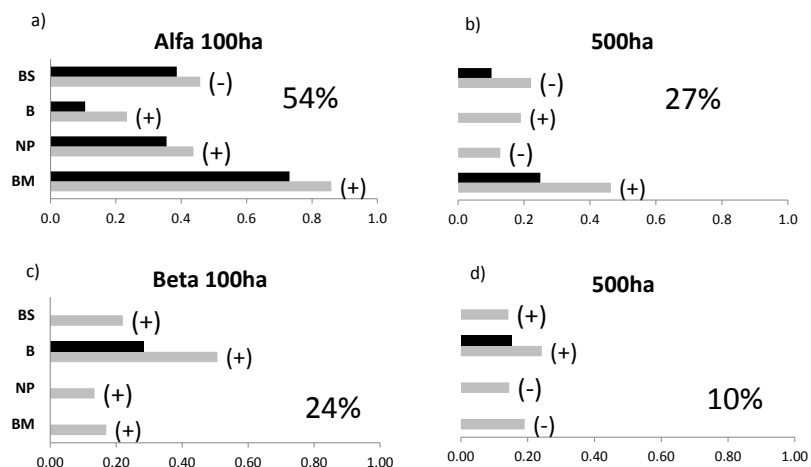 a)
Alfa 100ha
BS
(-)
54%
B
(+)
NP
(+)
BM
(+)
0.0 0.2 0.4 0.6 0.8 1.0
b)
500ha
(-)
27%
(+)
(-)
(+)
0.0 0.2 0.4 0.6 0.8 1.0
c)
Beta 100ha
BS
(+)
B
(+)
NP
(+)
24%
BM
(+)
0.00 0.20 0.40 0.60 0.80 1.00
d)
500ha
(+)
(+)
(-)
10%
(-)
0.00 0.20 0.40 0.60 0.80 1.00